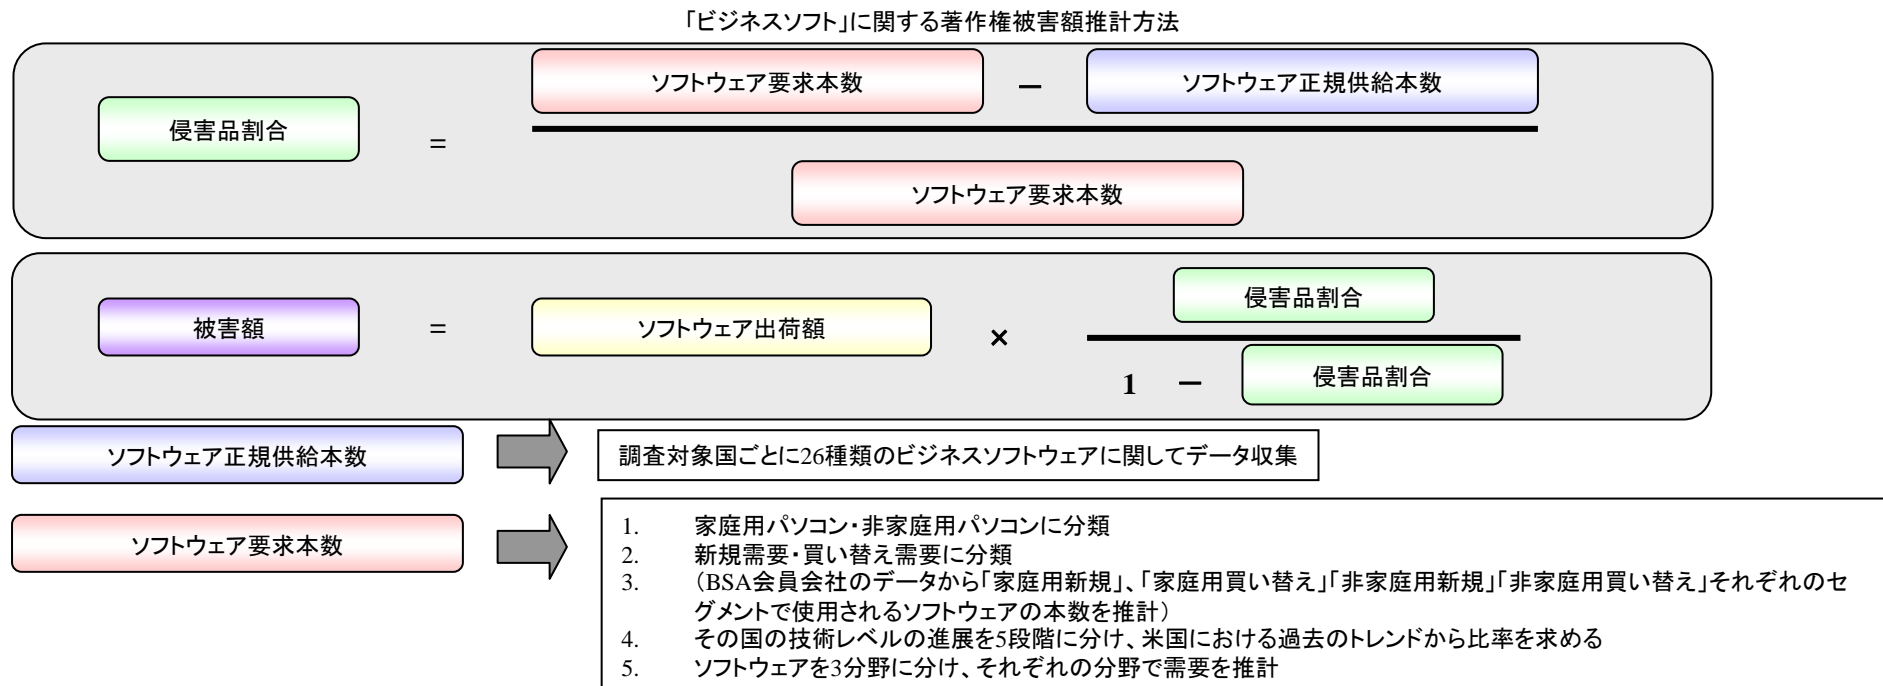 「ビジネスソフト」に関する著作権被害額推計方法
ソフトウェア要求本数 － ソフトウェア正規供給本数
侵害品割合 =
ソフトウェア要求本数
侵害品割合
被害額 = ソフトウェア出荷額 ×
1 － 侵害品割合
ソフトウェア正規供給本数
調査対象国ごとに26種類のビジネスソフトウェアに関してデータ収集
ソフトウェア要求本数
1. 家庭用パソコン・非家庭用パソコンに分類
2. 新規需要・買い替え需要に分類
3. （BSA会員会社のデータから「家庭用新規」、「家庭用買い替え」「非家庭用新規」「非家庭用買い替え」それぞれのセ
グメントで使用されるソフトウェアの本数を推計）
4. その国の技術レベルの進展を5段階に分け、米国における過去のトレンドから比率を求める
5. ソフトウェアを3分野に分け、それぞれの分野で需要を推計